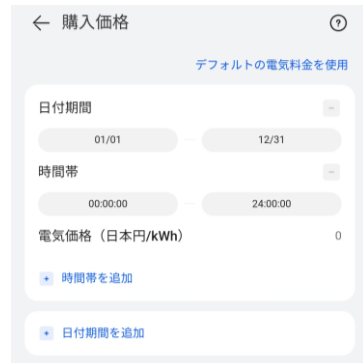 購入価格
デフォルトの電気料金を使用
日付期間
01/01 — 12/31
時間帯
00:00:00 — 24:00:00
電気価格（日本円/kWh） 0
時間帯を追加
日付期間を追加